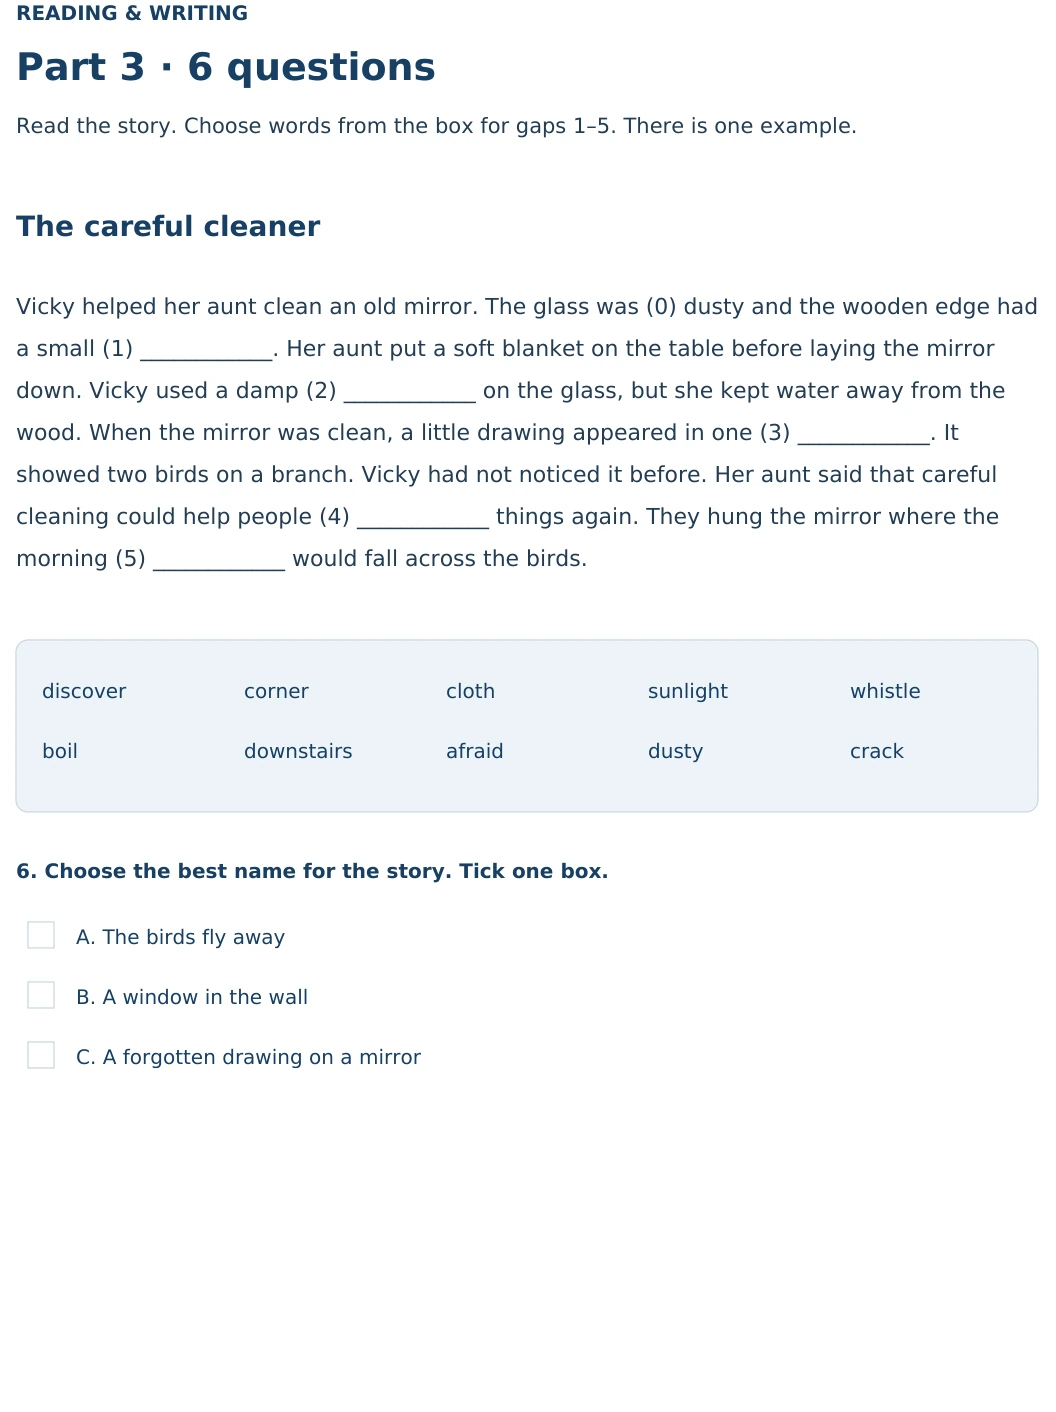 READING & WRITING
Part 3 · 6 questions
Read the story. Choose words from the box for gaps 1–5. There is one example.
The careful cleaner
Vicky helped her aunt clean an old mirror. The glass was (0) dusty and the wooden edge had
a small (1) ____________. Her aunt put a soft blanket on the table before laying the mirror
down. Vicky used a damp (2) ____________ on the glass, but she kept water away from the
wood. When the mirror was clean, a little drawing appeared in one (3) ____________. It
showed two birds on a branch. Vicky had not noticed it before. Her aunt said that careful
cleaning could help people (4) ____________ things again. They hung the mirror where the
morning (5) ____________ would fall across the birds.
discover corner cloth sunlight whistle
boil downstairs afraid dusty crack
6. Choose the best name for the story. Tick one box.
A. The birds fly away
B. A window in the wall
C. A forgotten drawing on a mirror